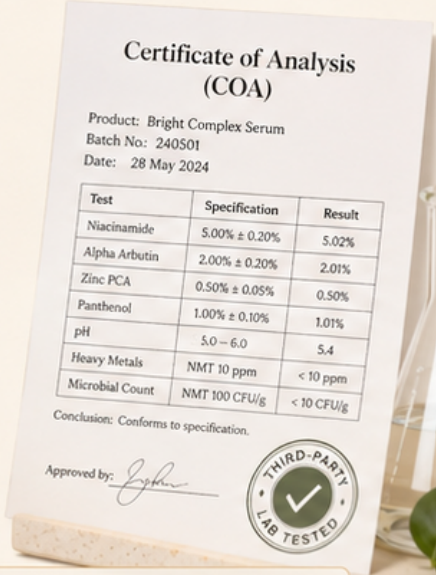 Certificate of Analysis
(COA)
Product: Bright Complex Serum
Batch No.: 240S01
Date: 28 May 2024
Test Specification Result
Niacinamide 5.00% ± 0.20% 5.02%
Alpha Arbutin 2.00% ± 0.20% 2.01%
Zinc PCA 0.50% ± 0.05% 0.50%
Panthenol 1.00% ± 0.10% 1.01%
pH 5.0 – 6.0 5.4
Heavy Metals NMT 10 ppm < 10 ppm
Microbial Count NMT 100 CFU/g < 10 CFU/g
Conclusion: Conforms to specification.
Approved by:
THIRD-PARTY
LAB TESTED